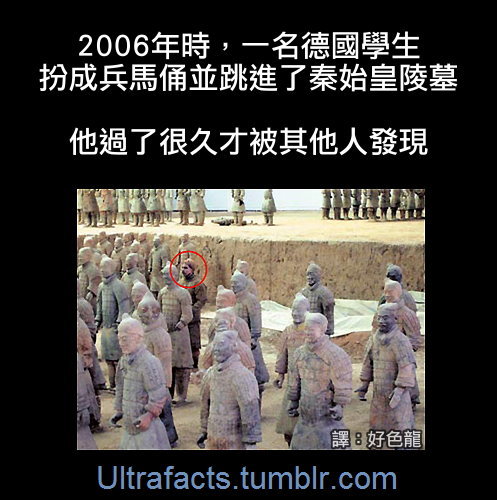 2006年時，一名德國學生
扮成兵馬俑並跳進了秦始皇陵墓
他過了很久才被其他人發現
譯：好色龍
Ultrafacts.tumblr.com